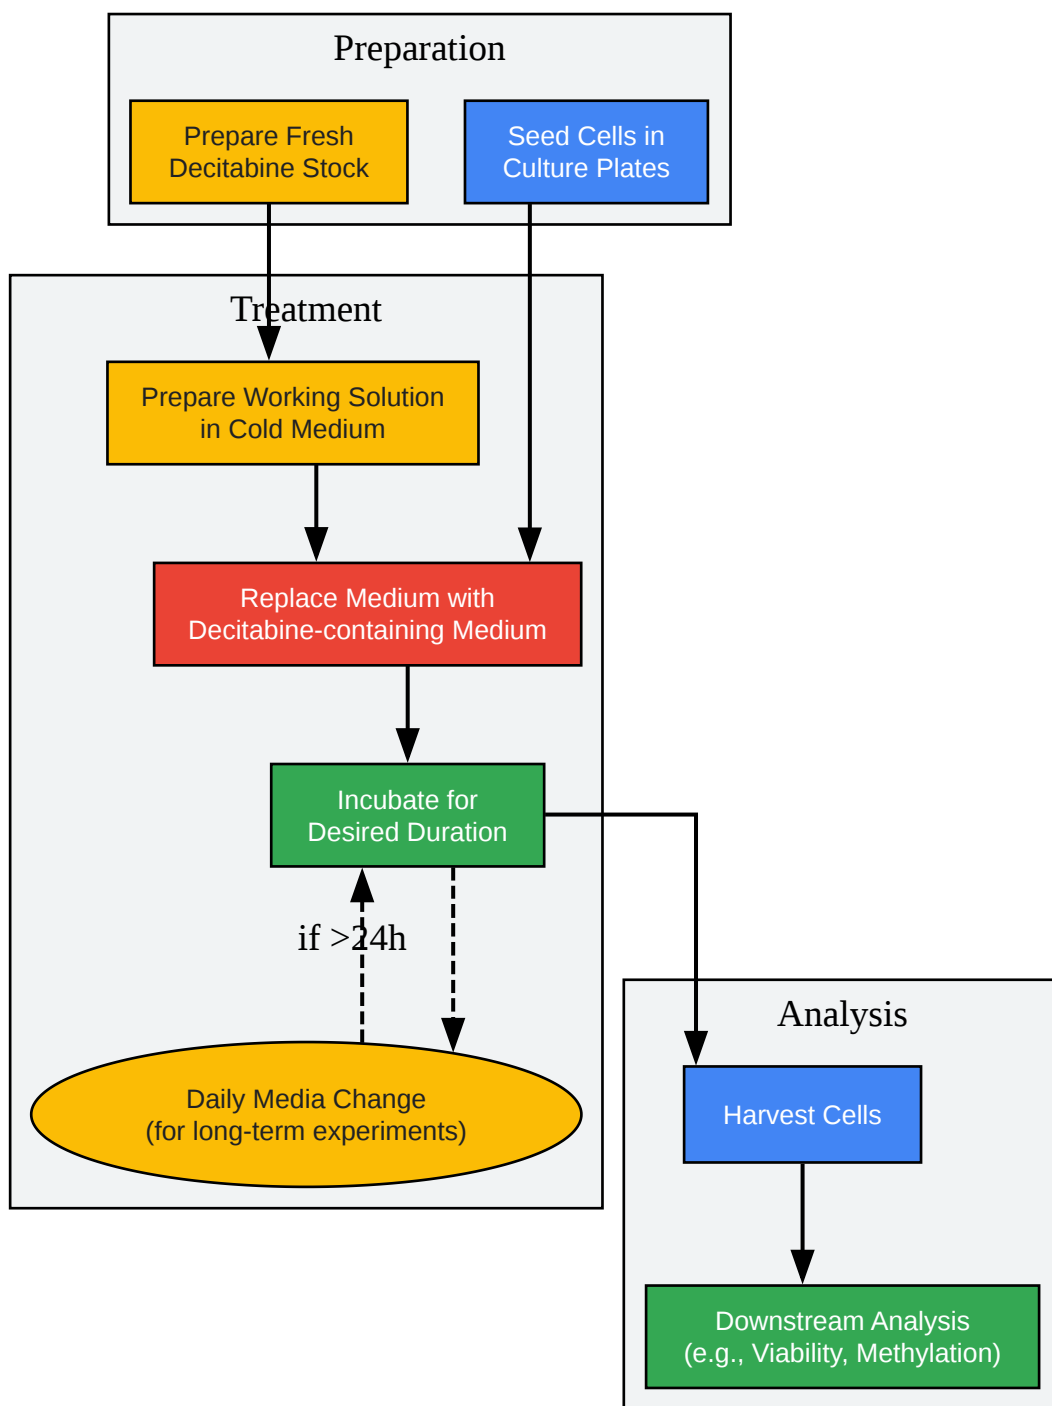 Preparation
Prepare Fresh
Decitabine Stock
Seed Cells in
Culture Plates
Treatment
Prepare Working Solution
in Cold Medium
Replace Medium with
Decitabine-containing Medium
Incubate for
Desired Duration
if >24h
Daily Media Change
(for long-term experiments)
Analysis
Harvest Cells
Downstream Analysis
(e.g., Viability, Methylation)